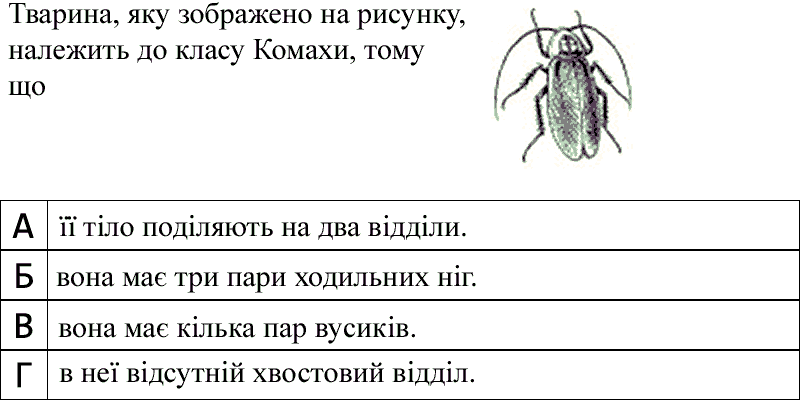 Тварина, яку зображено на рисунку,
належить до класу Комахи, тому
що
А її тіло поділяють на два відділи.
Б вона має три пари ходильних ніг.
В вона має кілька пар вусиків.
Г в неї відсутній хвостовий відділ.